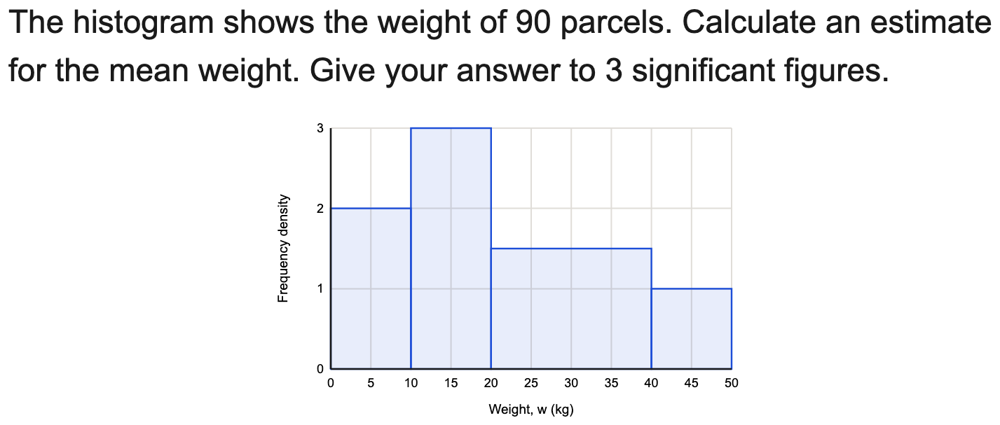 The histogram shows the weight of 90 parcels. Calculate an estimate
for the mean weight. Give your answer to 3 significant figures.
3
2
1
0
Frequency density
0 5 10 15 20 25 30 35 40 45 50
Weight, w (kg)